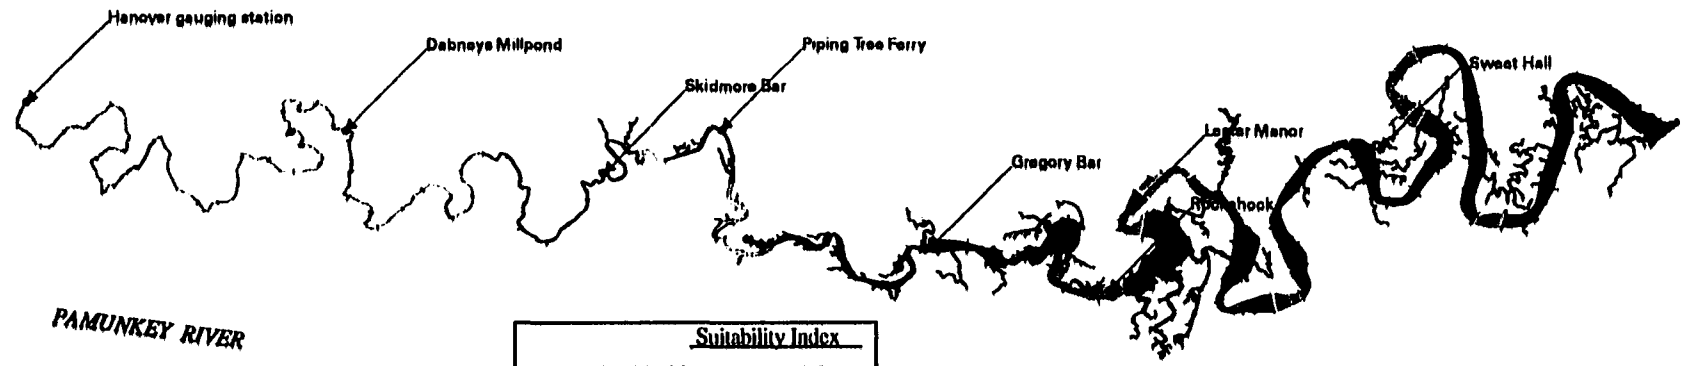 Hanover gauging station
Dabneys Millpond
Piping Tree Ferry
Skidmore Bar
Sweet Hall
Lester Manor
Gregory Bar
Rockahock
PAMUNKEY RIVER
Suitability Index